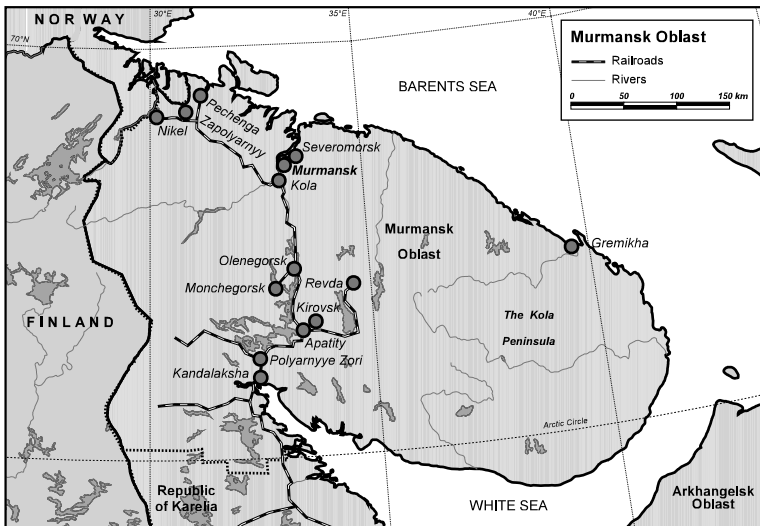 NORWAY
30°E
35°E
40°E
70°N
Murmansk Oblast
Railroads
Rivers
0 50 100 150 km
BARENTS SEA
Pechenga
Zapolyarnyy
Nikel
Severomorsk
Murmansk
Kola
Murmansk
Oblast
Gremikha
Olenegorsk
Revda
Monchegorsk
Kirovsk
FINLAND
The Kola
Peninsula
Apatity
Polyarnyye Zori
Kandalaksha
Arctic Circle
Republic
of Karelia
WHITE SEA
Arkhangelsk
Oblast